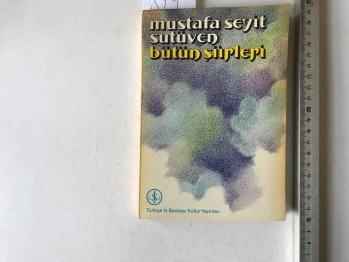 mustafa seyit
sutüven
bütün şiirleri
Türkiye İş Bankası Kültür Yayınları